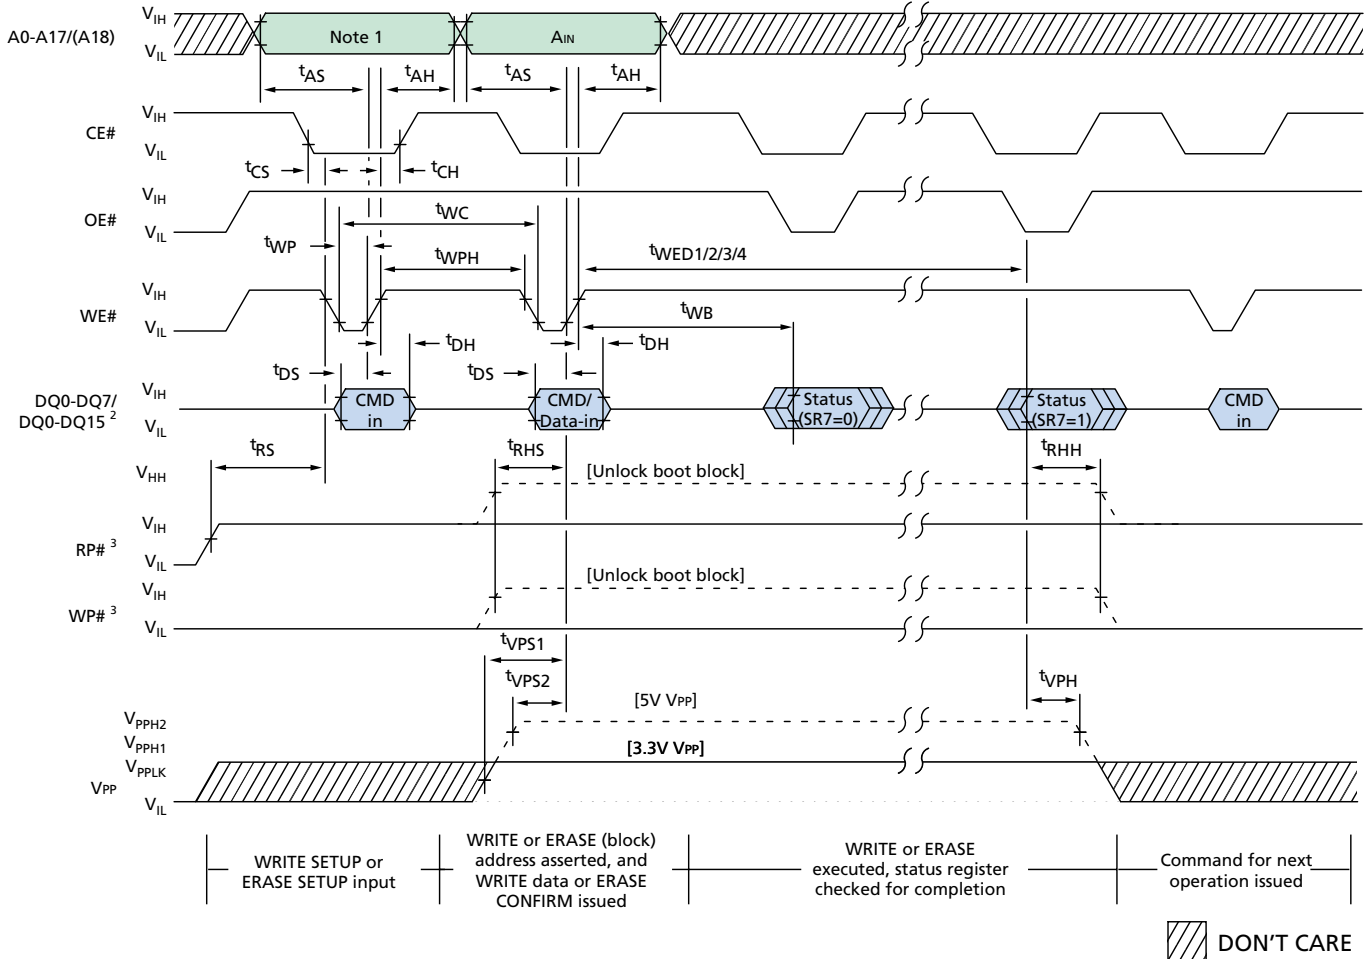 A0-A17/(A18)
VIH
VIL
Note 1
AIN
tAS
tAH
tAS
tAH
CE#
VIH
VIL
tCS
tCH
OE#
VIH
VIL
tWC
tWP
tWPH
tWED1/2/3/4
WE#
VIH
VIL
tWB
tDH
tDH
tDS
tDS
DQ0-DQ7/
DQ0-DQ15 2
VIH
VIL
CMD
in
CMD/
Data-in
Status
(SR7=0)
Status
(SR7=1)
CMD
in
tRS
tRHS
tRHH
VHH
[Unlock boot block]
VIH
RP# 3
VIL
[Unlock boot block]
VIH
WP# 3
VIL
tVPS1
tVPS2
tVPH
[5V VPP]
VPPH2
VPPH1
[3.3V VPP]
VPPLK
VPP
VIL
WRITE SETUP or
ERASE SETUP input
WRITE or ERASE (block)
address asserted, and
WRITE data or ERASE
CONFIRM issued
WRITE or ERASE
executed, status register
checked for completion
Command for next
operation issued
DON'T CARE